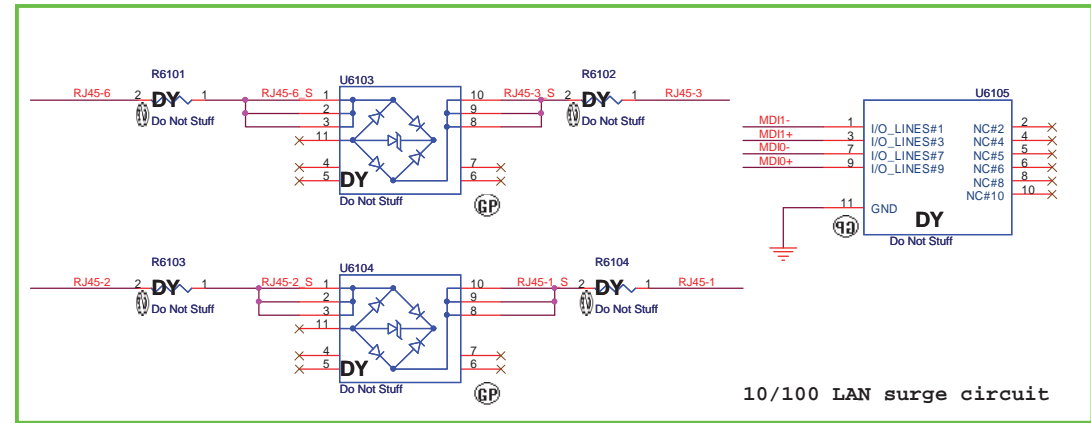 R6101
RJ45-6 2 DY 1 RJ45-6_S
Do Not Stuff
U6103
1 10
2 9
3 8
11
4 7
5 6
DY
Do Not Stuff
GP
R6102
RJ45-3_S 2 DY 1 RJ45-3
Do Not Stuff
U6105
MDI1- 1 I/O_LINES#1 NC#2 2
MDI1+ 3 I/O_LINES#3 NC#4 4
MDI0- 7 I/O_LINES#7 NC#5 5
MDI0+ 9 I/O_LINES#9 NC#6 6
NC#8 8
NC#10 10
11 GND
DY
GP
Do Not Stuff
R6103
RJ45-2 2 DY 1 RJ45-2_S
Do Not Stuff
U6104
1 10
2 9
3 8
11
4 7
5 6
DY
Do Not Stuff
GP
R6104
RJ45-1_S 2 DY 1 RJ45-1
Do Not Stuff
10/100 LAN surge circuit